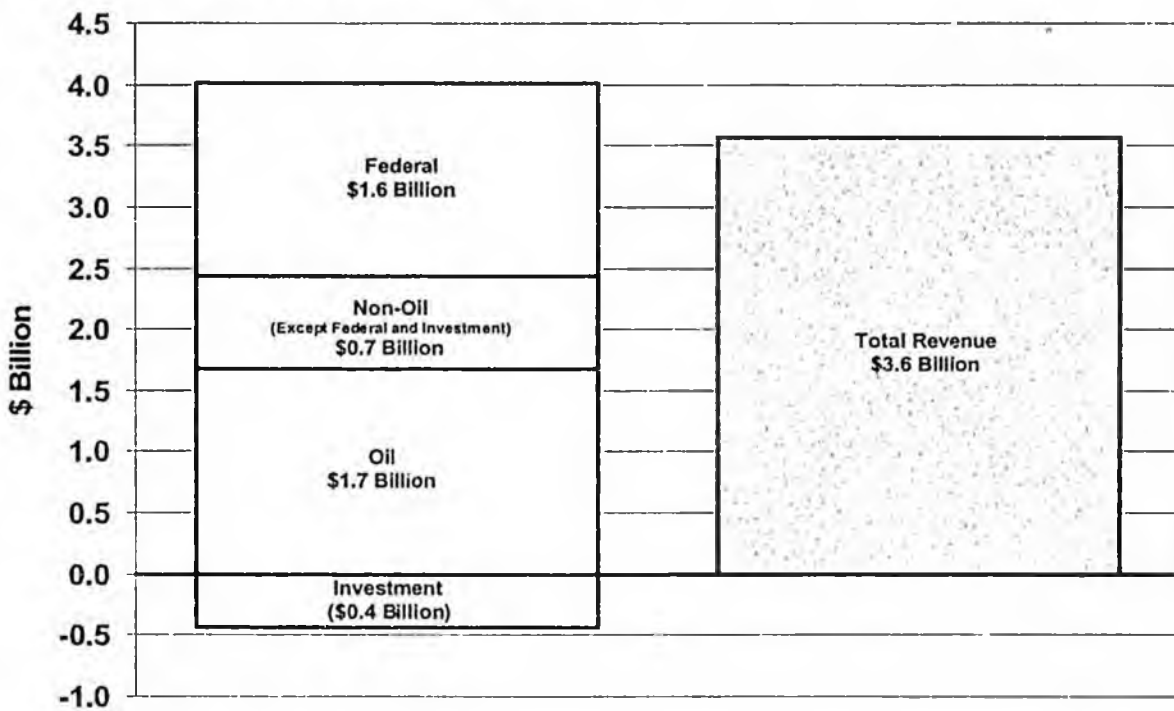 4.5
4.0
3.5
3.0
2.5
2.0
1.5
1.0
0.5
0.0
-0.5
-1.0
$ Billion
Federal
$1.6 Billion
Non-Oil
(Except Federal and Investment)
$0.7 Billion
Oil
$1.7 Billion
Investment
($0.4 Billion)
Total Revenue
$3.6 Billion